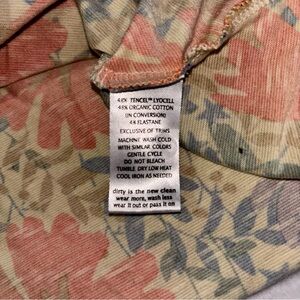 48% TENCEL™ LYOCELL
48% ORGANIC COTTON
(IN CONVERSION)
4% ELASTANE
EXCLUSIVE OF TRIMS
MACHINE WASH COLD
WITH SIMILAR COLORS
GENTLE CYCLE
DO NOT BLEACH
TUMBLE DRY LOW HEAT
COOL IRON AS NEEDED
dirty is the new clean
wear more, wash less
wear it out or pass it on